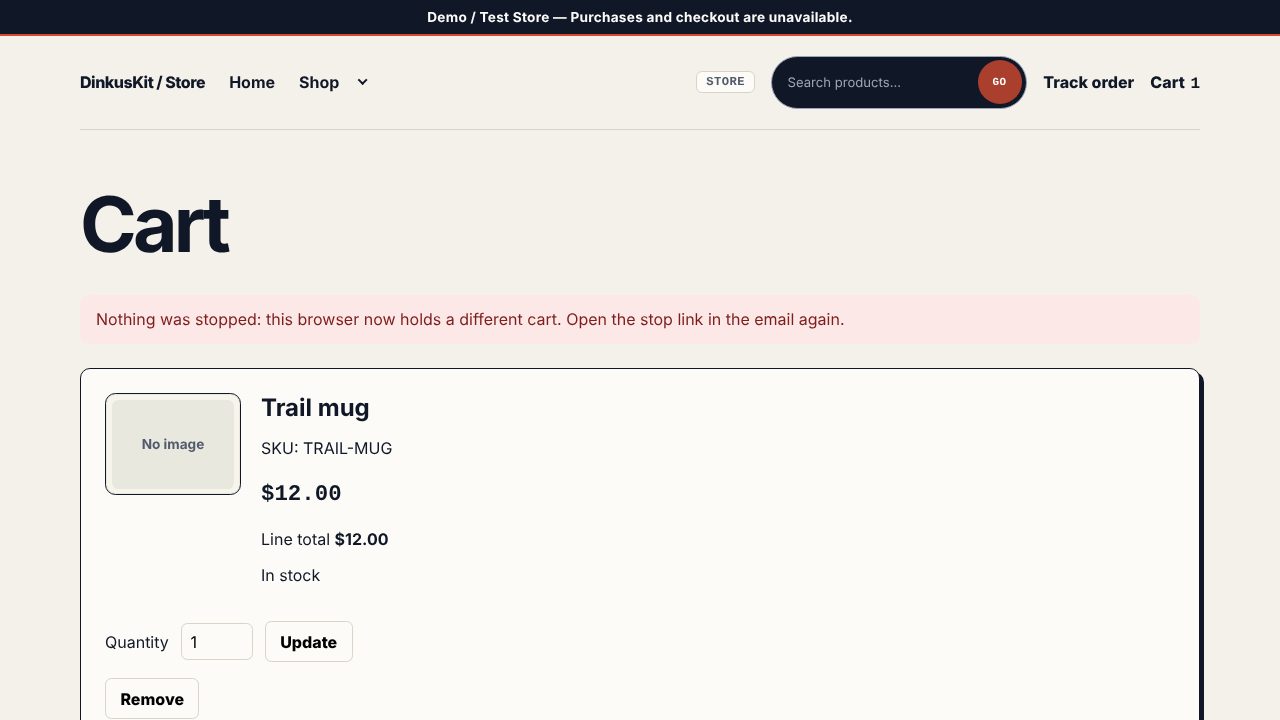 Demo / Test Store — Purchases and checkout are unavailable.
DinkusKit / Store Home Shop STORE Search products... GO Track order Cart 1
Cart
Nothing was stopped: this browser now holds a different cart. Open the stop link in the email again.
No image
Trail mug
SKU: TRAIL-MUG
$12.00
Line total $12.00
In stock
Quantity 1 Update
Remove